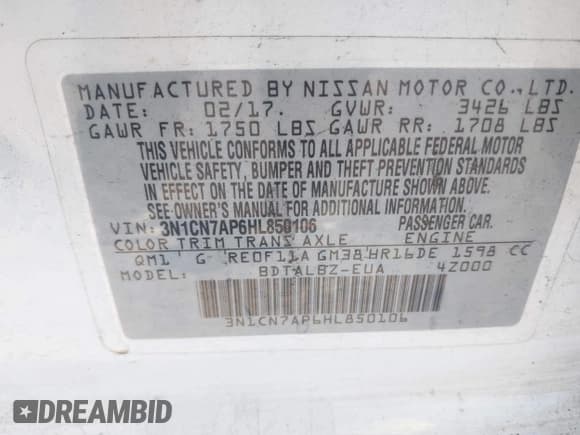 MANUFACTURED BY NISSAN MOTOR CO., LTD.
DATE: 02/17. GVWR: 3426 LBS
GAWR FR: 1750 LBS GAWR RR: 1708 LBS
THIS VEHICLE CONFORMS TO ALL APPLICABLE FEDERAL MOTOR
VEHICLE SAFETY, BUMPER AND THEFT PREVENTION STANDARDS
IN EFFECT ON THE DATE OF MANUFACTURE SHOWN ABOVE.
SEE OWNER'S MANUAL FOR ADDITIONAL INFORMATION
VIN: 3N1CN7AP6HL850106 PASSENGER CAR.
COLOR TRIM TRANS AXLE ENGINE
QM1 G RE0F11A GM38 HR16DE 1598 CC
MODEL: BDTALBZ-EUA 4Z000
3N1CN7AP6HL850106
DREAMBID